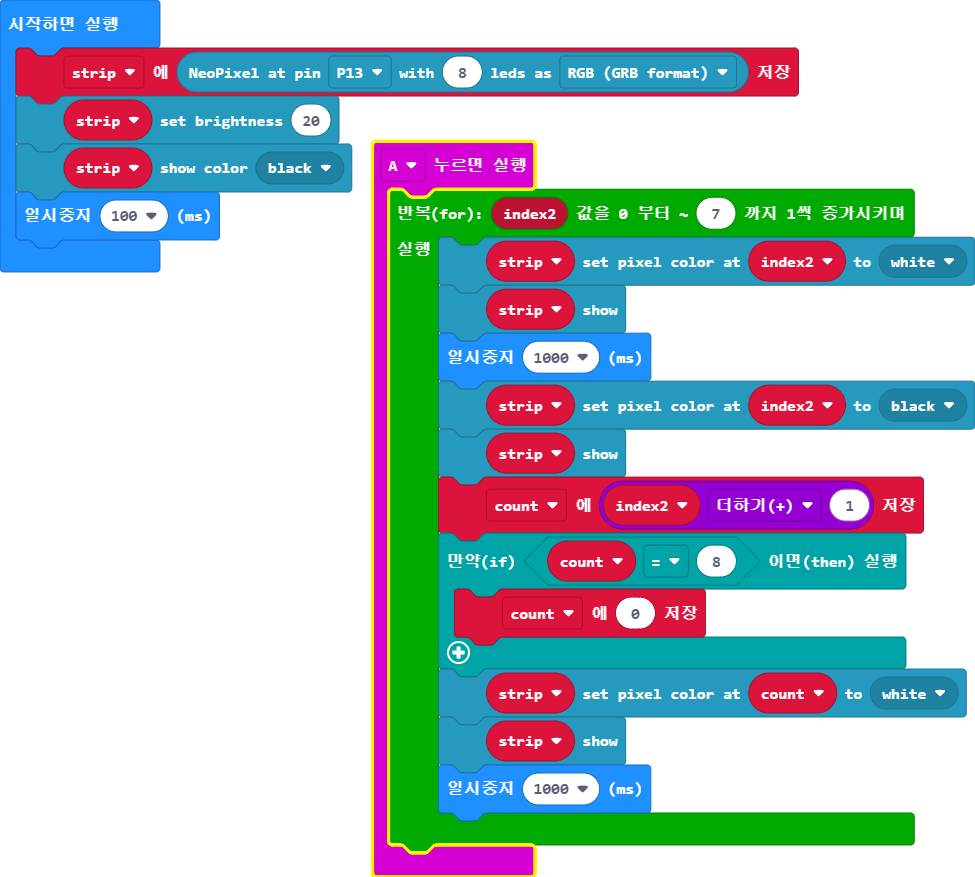 시작하면 실행
strip 에 NeoPixel at pin P13 with 8 leds as RGB (GRB format) 저장
strip set brightness 20
strip show color black
일시중지 100 (ms)
A 누르면 실행
반복(for): index2 값을 0 부터 ~ 7 까지 1씩 증가시키며
실행
strip set pixel color at index2 to white
strip show
일시중지 1000 (ms)
strip set pixel color at index2 to black
strip show
count 에 index2 더하기(+) 1 저장
만약(if) count = 8 이면(then) 실행
count 에 0 저장
strip set pixel color at count to white
strip show
일시중지 1000 (ms)